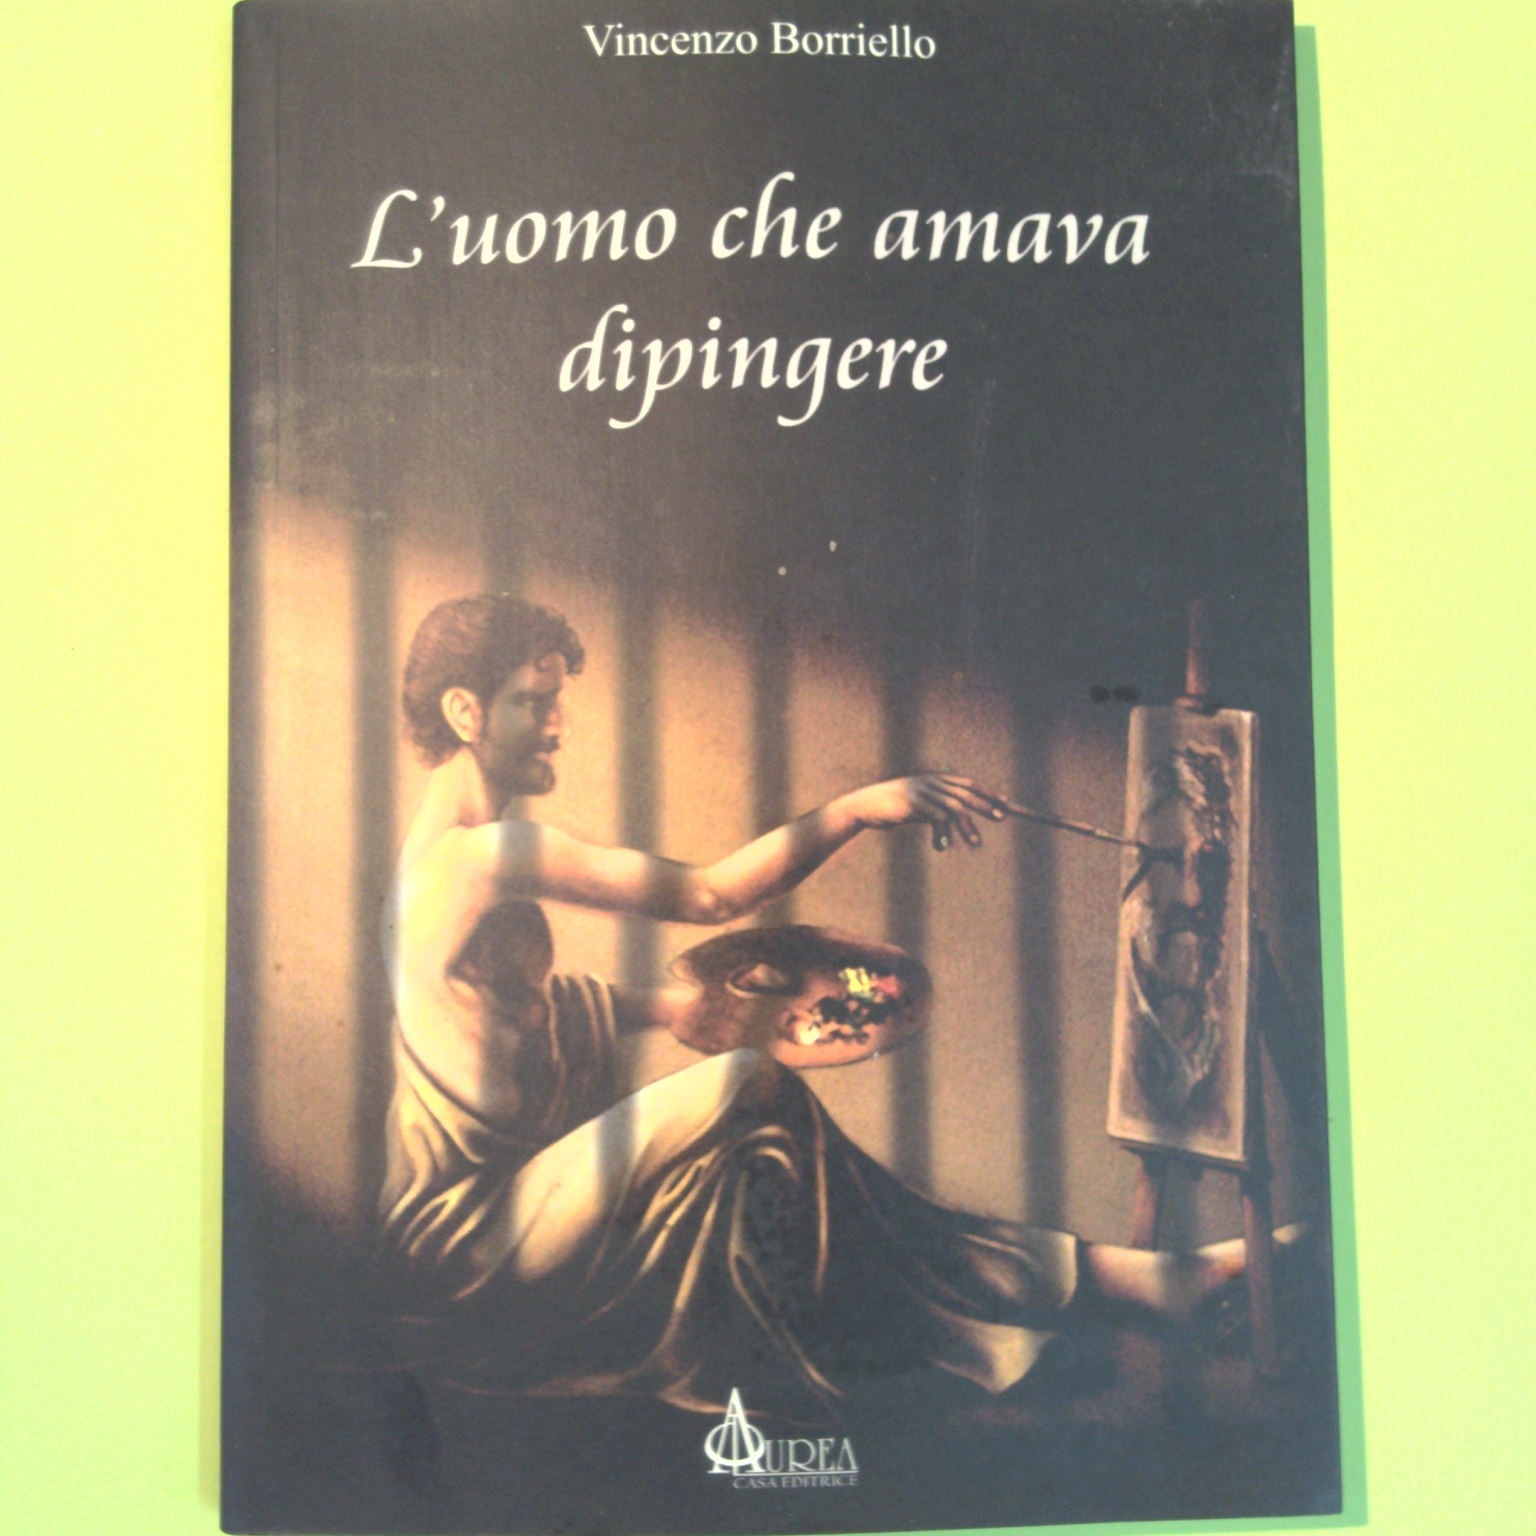 Vincenzo Borriello
L'uomo che amava
dipingere
AUREA
CASA EDITRICE